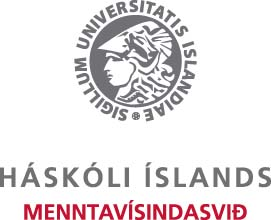 SIGILLUM UNIVERSITATIS ISLANDIAE
HÁSKÓLI ÍSLANDS
MENNTAVÍSINDASVIÐ